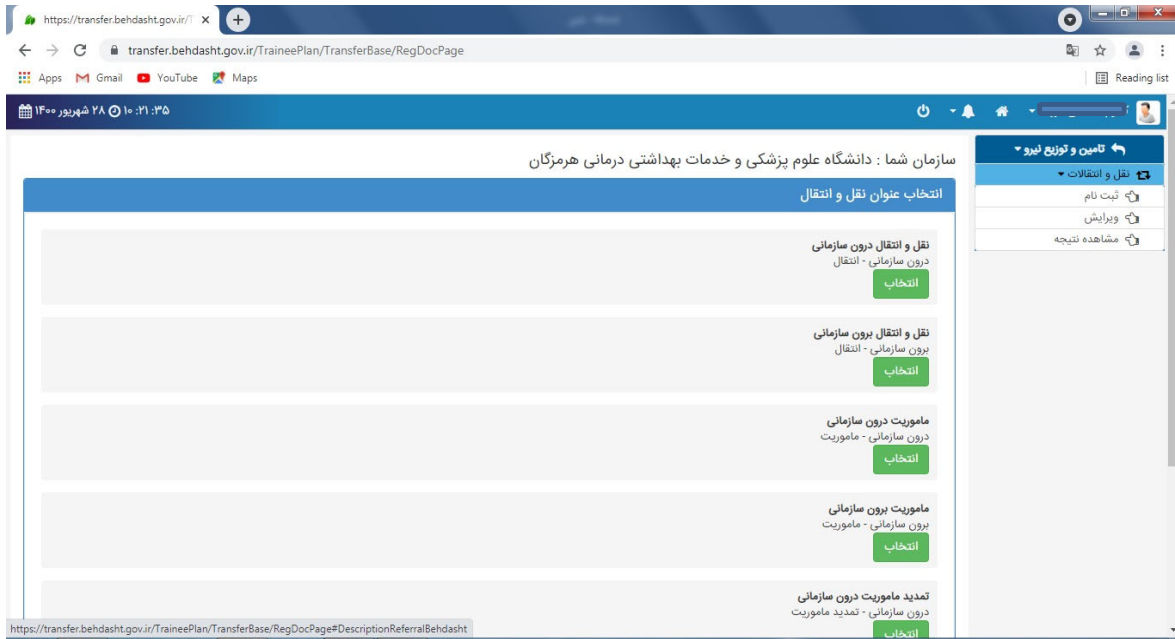 https://transfer.behdasht.gov.ir/T
transfer.behdasht.gov.ir/TraineePlan/TransferBase/RegDocPage
Apps
Gmail
YouTube
Maps
Reading list
۲۸ شهریور ۱۴۰۰
۱۰ :۲۱ :۳۵
تامین و توزیع نیرو
نقل و انتقالات
ثبت نام
ویرایش
مشاهده نتیجه
سازمان شما : دانشگاه علوم پزشکی و خدمات بهداشتی درمانی هرمزگان
انتخاب عنوان نقل و انتقال
نقل و انتقال درون سازمانی
درون سازمانی - انتقال
انتخاب
نقل و انتقال برون سازمانی
برون سازمانی - انتقال
انتخاب
ماموریت درون سازمانی
درون سازمانی - ماموریت
انتخاب
ماموریت برون سازمانی
برون سازمانی - ماموریت
انتخاب
تمدید ماموریت درون سازمانی
درون سازمانی - تمدید ماموریت
انتخاب
https://transfer.behdasht.gov.ir/TraineePlan/TransferBase/RegDocPage#DescriptionReferralBehdasht